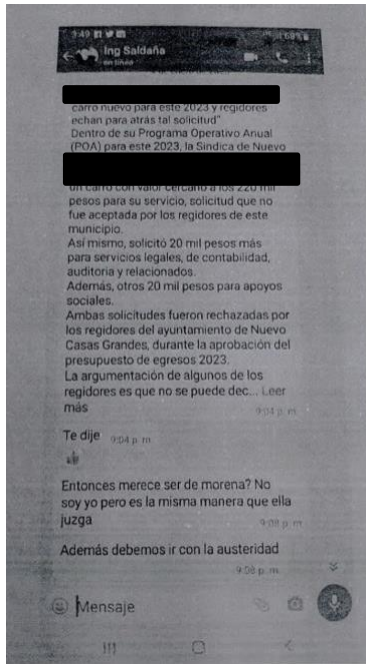 Ing Saldaña
en línea
carro nuevo para este 2023 y regidores
echan para atrás tal solicitud"
Dentro de su Programa Operativo Anual
(POA) para este 2023, la Sindica de Nuevo
un carro con valor cercano a los 220 mil
pesos para su servicio, solicitud que no
fue aceptada por los regidores de este
municipio.
Así mismo, solicitó 20 mil pesos más
para servicios legales, de contabilidad,
auditoria y relacionados.
Además, otros 20 mil pesos para apoyos
sociales.
Ambas solicitudes fueron rechazadas por
los regidores del ayuntamiento de Nuevo
Casas Grandes, durante la aprobación del
presupuesto de egresos 2023.
La argumentación de algunos de los
regidores es que no se puede dec... Leer
más
9:04 p. m.
Te dije 9:04 p. m.
Entonces merece ser de morena? No
soy yo pero es la misma manera que ella
juzga
9:08 p. m.
Además debemos ir con la austeridad
9:08 p. m.
Mensaje